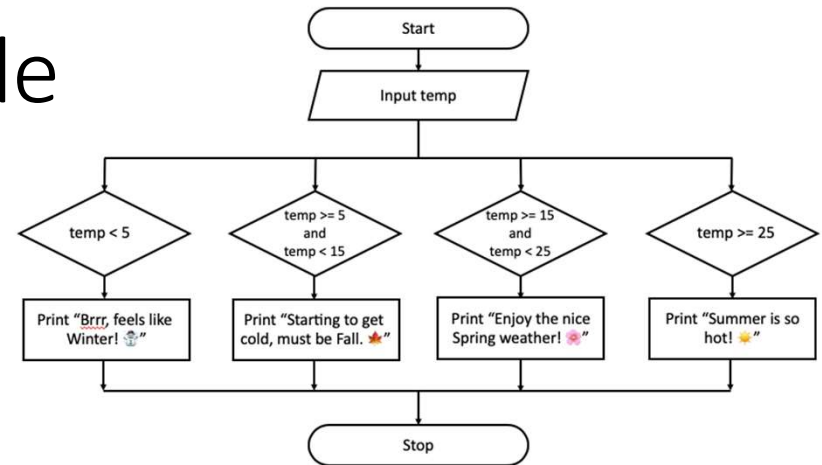 Start
Input temp
temp < 5
temp >= 5
and
temp < 15
temp >= 15
and
temp < 25
temp >= 25
Print “Brrr, feels like
Winter! ⛄”
Print “Starting to get
cold, must be Fall. 🍁”
Print “Enjoy the nice
Spring weather! 🌸”
Print “Summer is so
hot! ☀️”
Stop